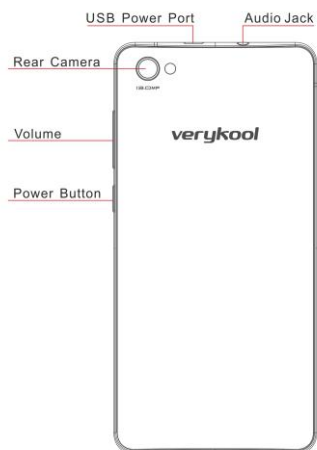 USB Power Port
Audio Jack
Rear Camera
Volume
verykool
Power Button